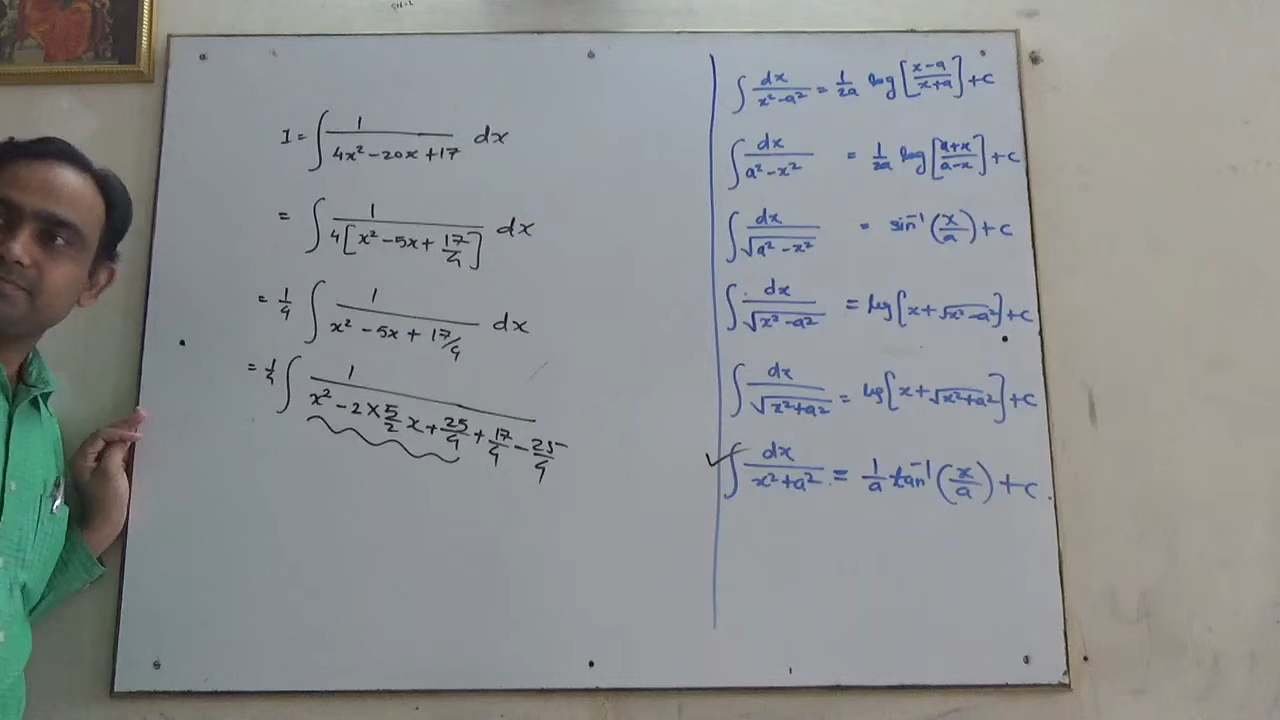 I = ∫ 1/(4x² - 20x + 17) dx
= ∫ 1/(4[x² - 5x + 17/4]) dx
= 1/4 ∫ 1/(x² - 5x + 17/4) dx
= 1/4 ∫ 1/(x² - 2 × 5/2 x + 25/4 + 17/4 - 25/4)
∫ dx/(x² - a²) = 1/2a log[(x-a)/(x+a)] + c
∫ dx/(a² - x²) = 1/2a log[(a+x)/(a-x)] + c
∫ dx/√(a² - x²) = sin⁻¹(x/a) + c
∫ dx/√(x² - a²) = log[x + √(x² - a²)] + c
∫ dx/√(x² + a²) = log[x + √(x² + a²)] + c
✓∫ dx/(x² + a²) = 1/a tan⁻¹(x/a) + c.